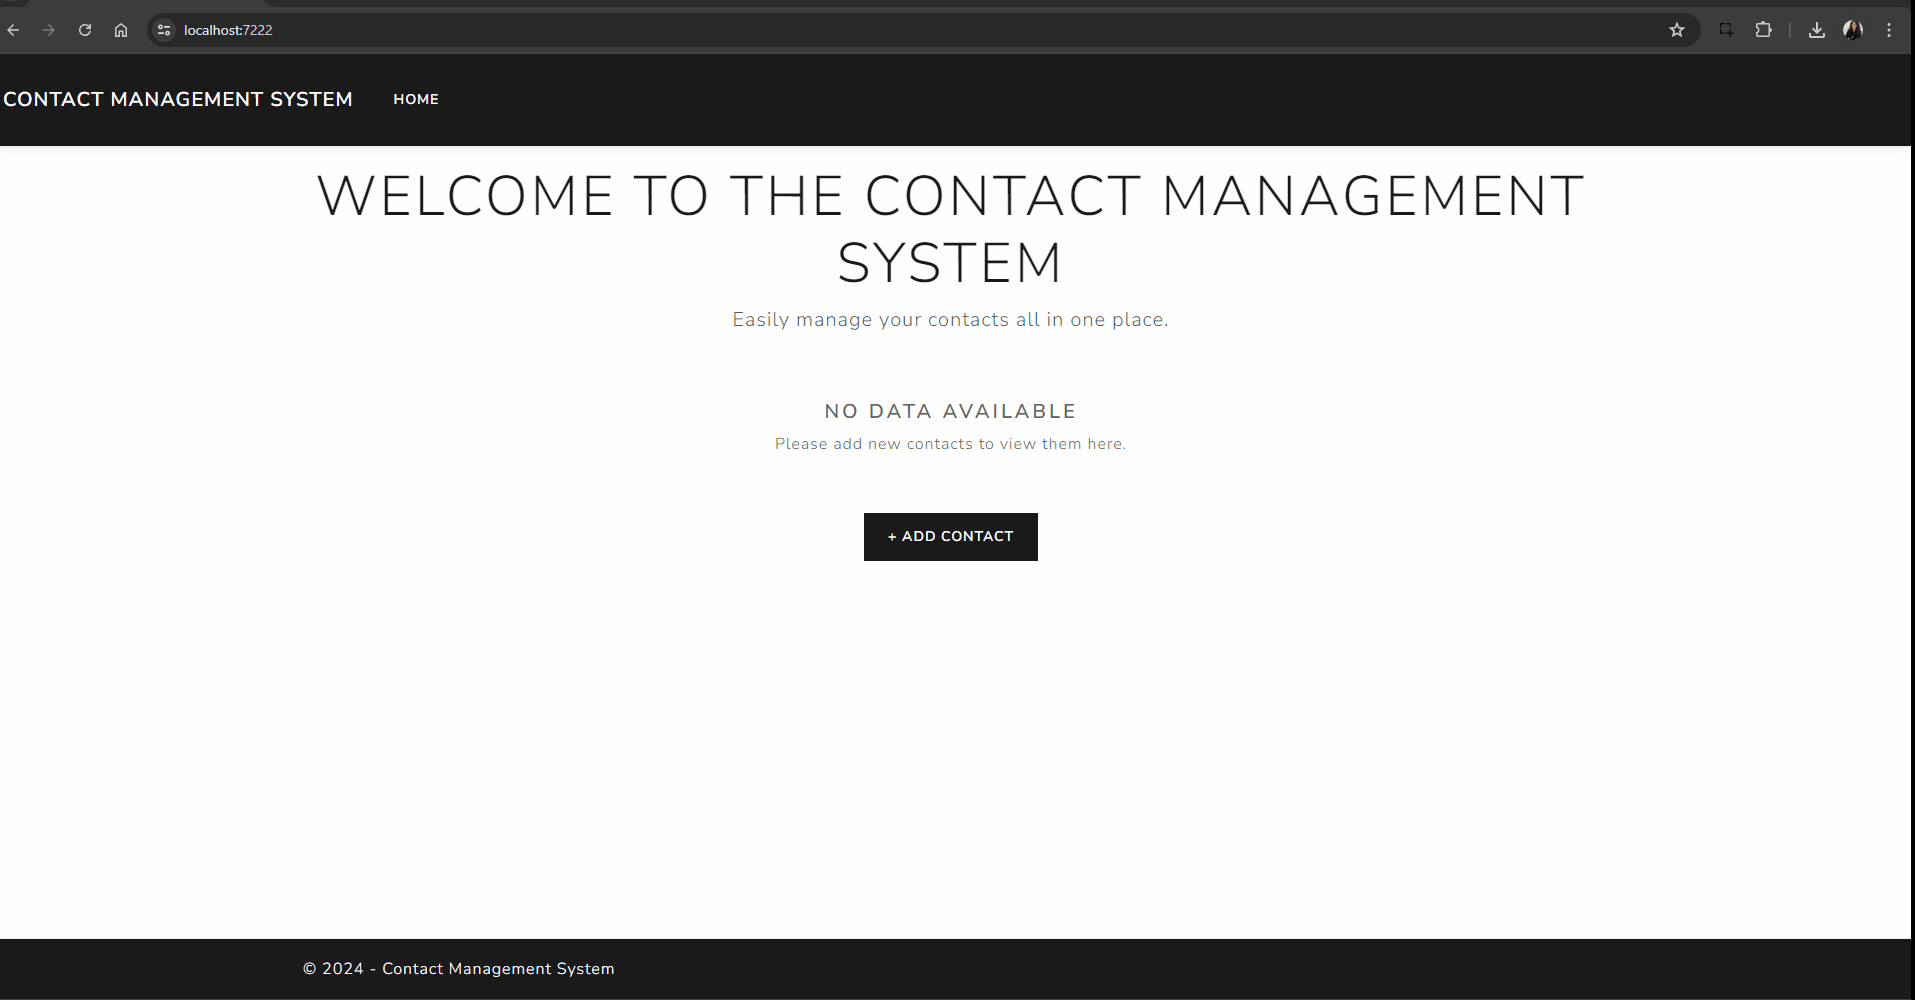 localhost:7222
CONTACT MANAGEMENT SYSTEM HOME
WELCOME TO THE CONTACT MANAGEMENT
SYSTEM
Easily manage your contacts all in one place.
NO DATA AVAILABLE
Please add new contacts to view them here.
+ ADD CONTACT
© 2024 - Contact Management System